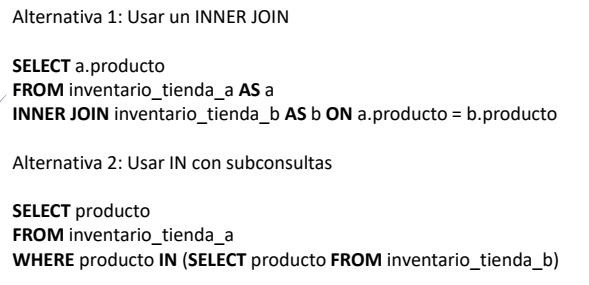 Alternativa 1: Usar un INNER JOIN
SELECT a.producto
FROM inventario_tienda_a AS a
INNER JOIN inventario_tienda_b AS b ON a.producto = b.producto
Alternativa 2: Usar IN con subconsultas
SELECT producto
FROM inventario_tienda_a
WHERE producto IN (SELECT producto FROM inventario_tienda_b)